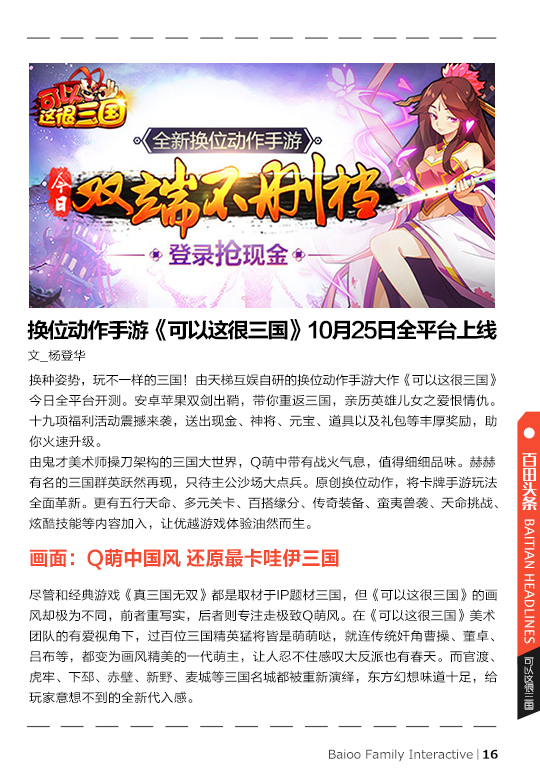 可以
这很三国
全新换位动作手游
今日
双端不删档
登录抢现金
换位动作手游《可以这很三国》10月25日全平台上线
文_杨登华
换种姿势，玩不一样的三国！由天梯互娱自研的换位动作手游大作《可以这很三国》
今日全平台开测。安卓苹果双剑出鞘，带你重返三国，亲历英雄儿女之爱恨情仇。
十九项福利活动震撼来袭，送出现金、神将、元宝、道具以及礼包等丰厚奖励，助
你火速升级。
由鬼才美术师操刀架构的三国大世界，Q萌中带有战火气息，值得细细品味。赫赫
有名的三国群英跃然再现，只待主公沙场大点兵。原创换位动作，将卡牌手游玩法
全面革新。更有五行天命、多元关卡、百搭缘分、传奇装备、蛮夷兽袭、天命挑战、
炫酷技能等内容加入，让优越游戏体验油然而生。
画面：Q萌中国风 还原最卡哇伊三国
尽管和经典游戏《真三国无双》都是取材于IP题材三国，但《可以这很三国》的画
风却极为不同，前者重写实，后者则专注走极致Q萌风。在《可以这很三国》美术
团队的有爱视角下，过百位三国精英猛将皆是萌萌哒，就连传统奸角曹操、董卓、
吕布等，都变为画风精美的一代萌主，让人忍不住感叹大反派也有春天。而官渡、
虎牢、下邳、赤壁、新野、麦城等三国名城都被重新演绎，东方幻想味道十足，给
玩家意想不到的全新代入感。
百田头条 BAITIAN HEADLINES
可以这很三国
Baioo Family Interactive | 16